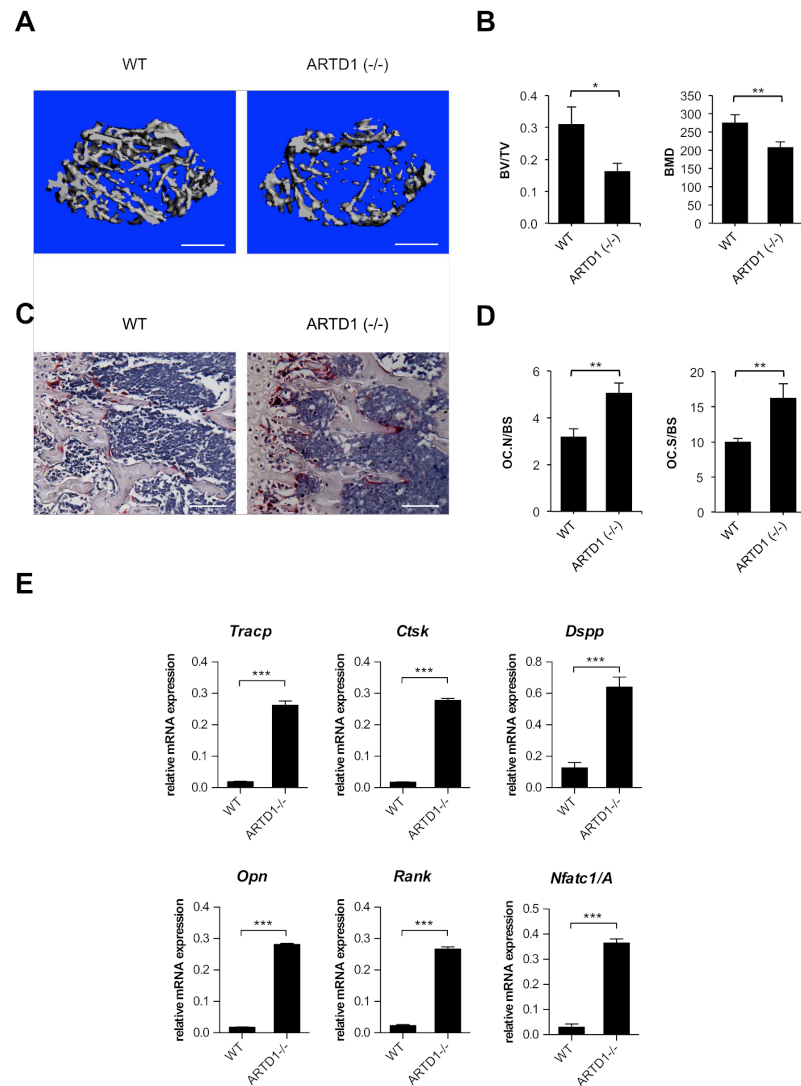 A
WT
ARTD1 (-/-)
B
BV/TV
0.4
0.3
0.2
0.1
0.0
*
WT
ARTD1 (-/-)
BMD
350
300
250
200
150
100
50
0
**
WT
ARTD1 (-/-)
C
WT
ARTD1 (-/-)
D
OC.N/BS
6
4
2
0
**
WT
ARTD1 (-/-)
OC.S/BS
20
15
10
5
0
**
WT
ARTD1 (-/-)
E
Tracp
relative mRNA expression
0.4
0.3
0.2
0.1
0.0
***
WT
ARTD1-/-
Ctsk
relative mRNA expression
0.4
0.3
0.2
0.1
0.0
***
WT
ARTD1-/-
Dspp
relative mRNA expression
0.8
0.6
0.4
0.2
0.0
***
WT
ARTD1-/-
Opn
relative mRNA expression
0.4
0.3
0.2
0.1
0.0
***
WT
ARTD1-/-
Rank
relative mRNA expression
0.4
0.3
0.2
0.1
0.0
***
WT
ARTD1-/-
Nfatc1/A
relative mRNA expression
0.5
0.4
0.3
0.2
0.1
0.0
***
WT
ARTD1-/-